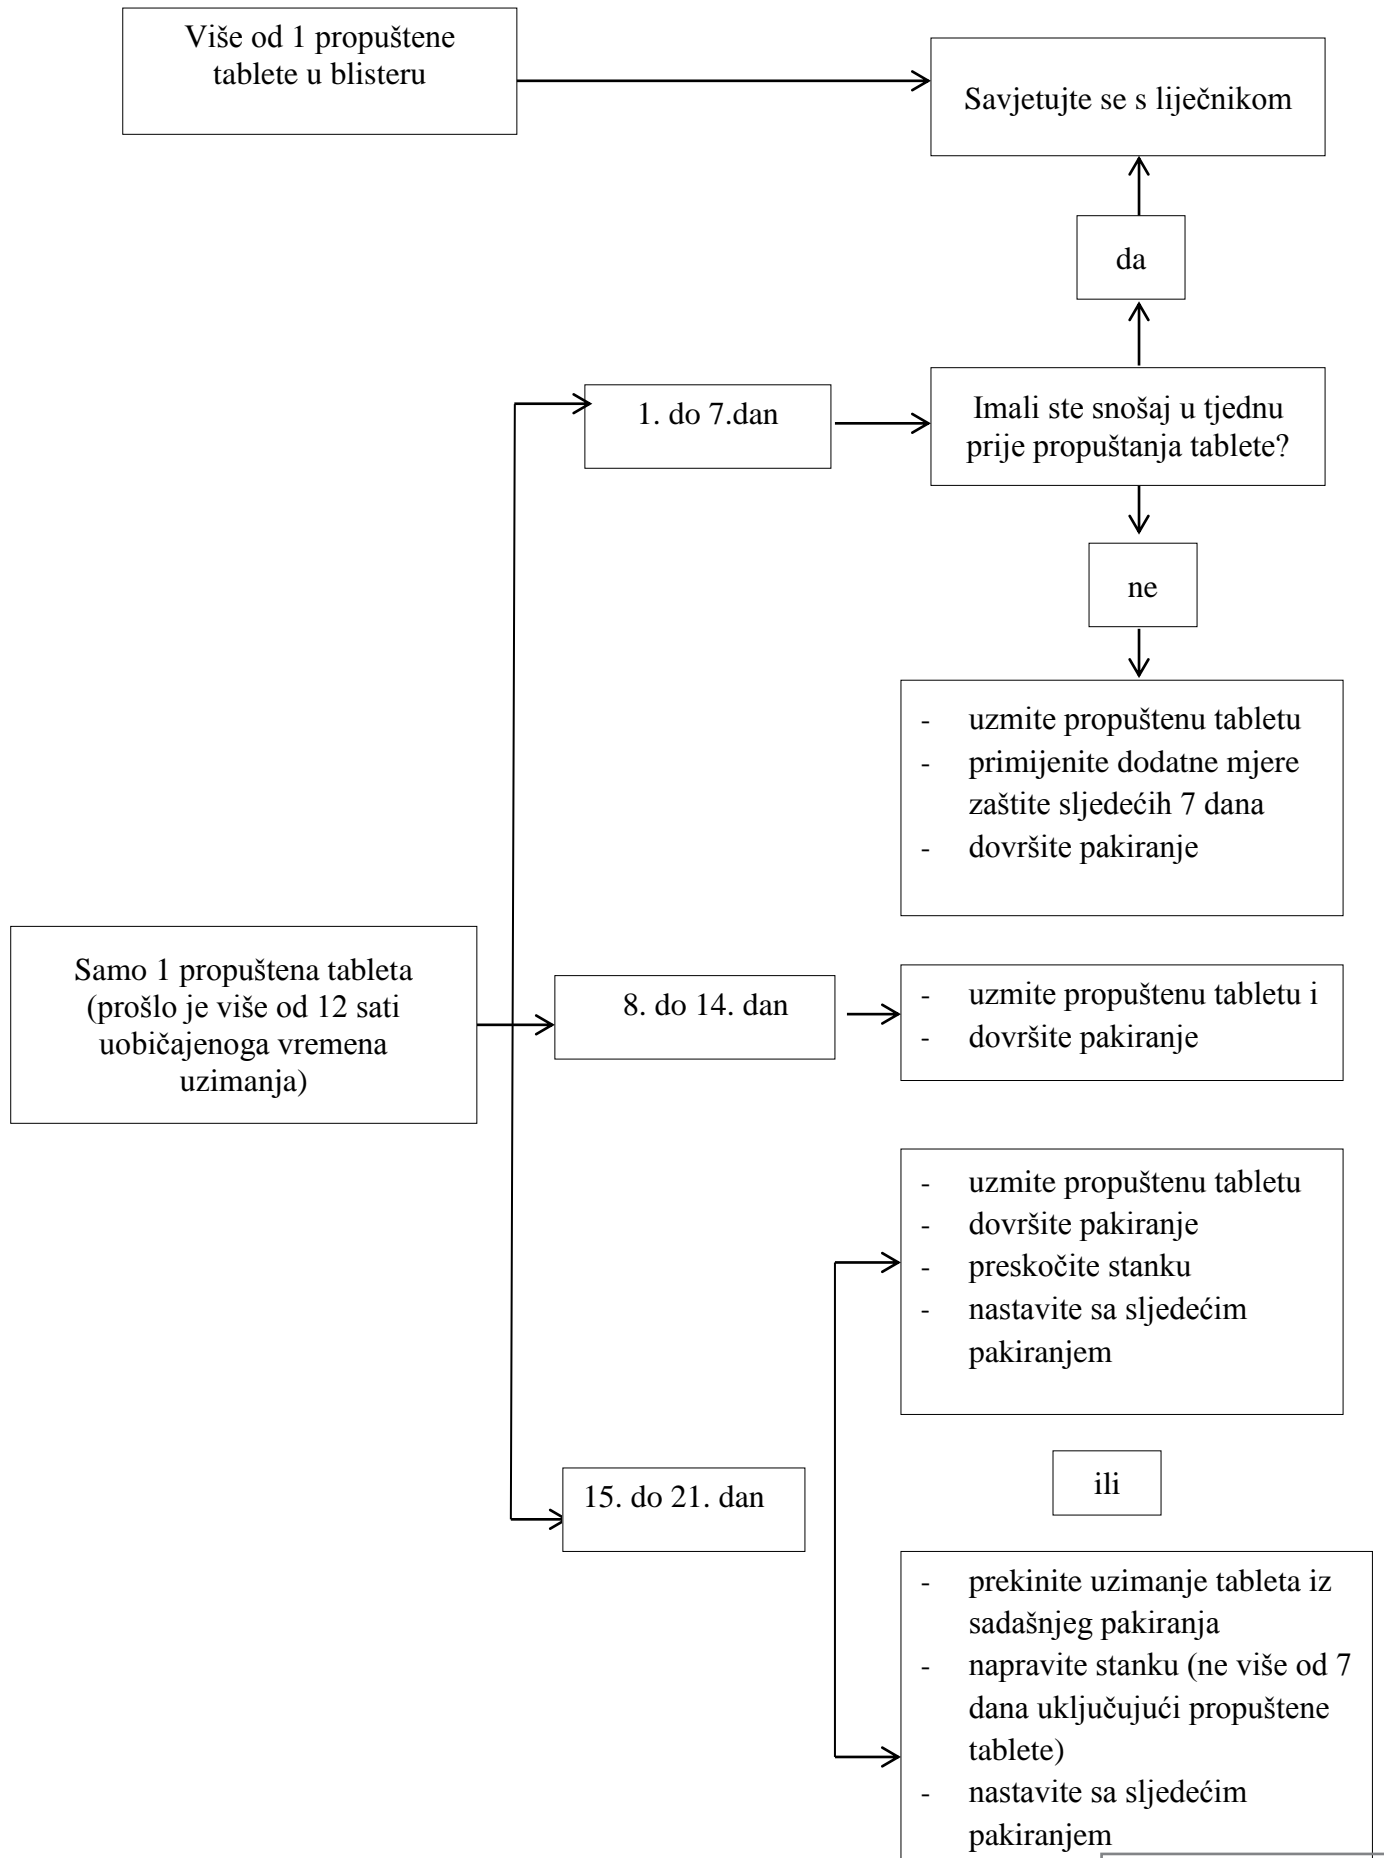 Više od 1 propuštene
tablete u blisteru
Savjetujte se s liječnikom
da
1. do 7.dan
Imali ste snošaj u tjednu
prije propuštanja tablete?
ne
- uzmite propuštenu tabletu
- primijenite dodatne mjere
zaštite sljedećih 7 dana
- dovršite pakiranje
Samo 1 propuštena tableta
(prošlo je više od 12 sati
uobičajenoga vremena
uzimanja)
8. do 14. dan
- uzmite propuštenu tabletu i
- dovršite pakiranje
- uzmite propuštenu tabletu
- dovršite pakiranje
- preskočite stanku
- nastavite sa sljedećim
pakiranjem
15. do 21. dan
ili
- prekinite uzimanje tableta iz
sadašnjeg pakiranja
- napravite stanku (ne više od 7
dana uključujući propuštene
tablete)
- nastavite sa sljedećim
pakiranjem